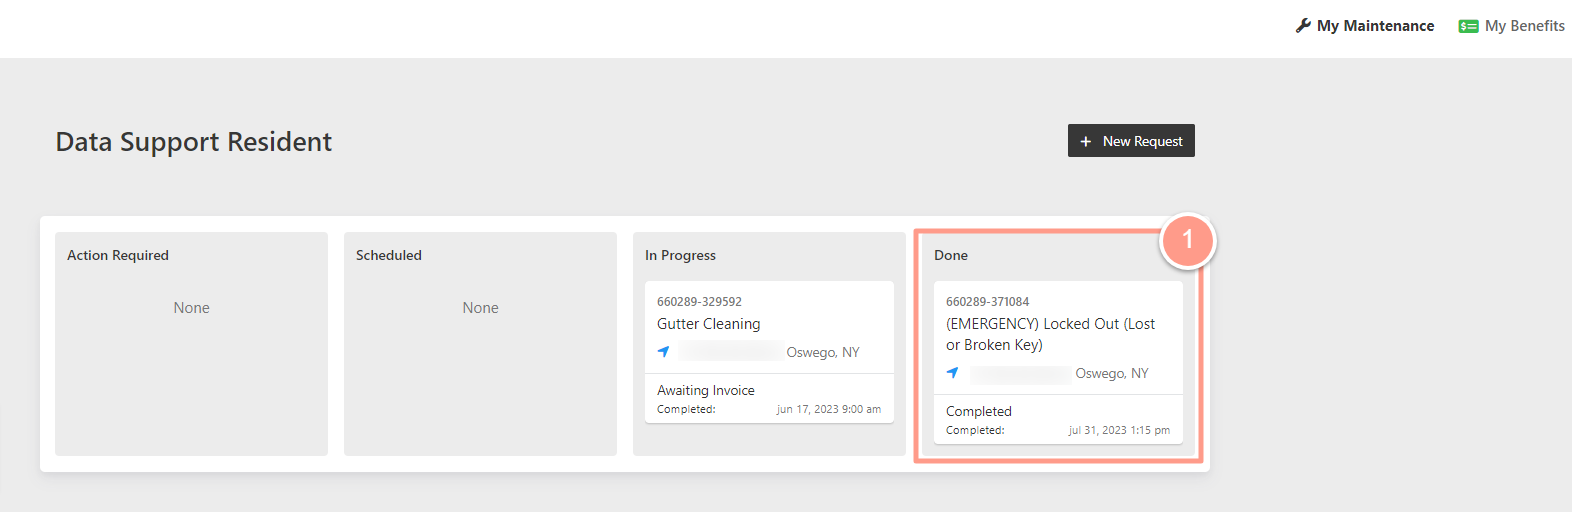 My Maintenance
My Benefits
Data Support Resident
+ New Request
1
Action Required
None
Scheduled
None
In Progress
660289-329592
Gutter Cleaning
Oswego, NY
Awaiting Invoice
Completed: jun 17, 2023 9:00 am
Done
660289-371084
(EMERGENCY) Locked Out (Lost
or Broken Key)
Oswego, NY
Completed
Completed: jul 31, 2023 1:15 pm